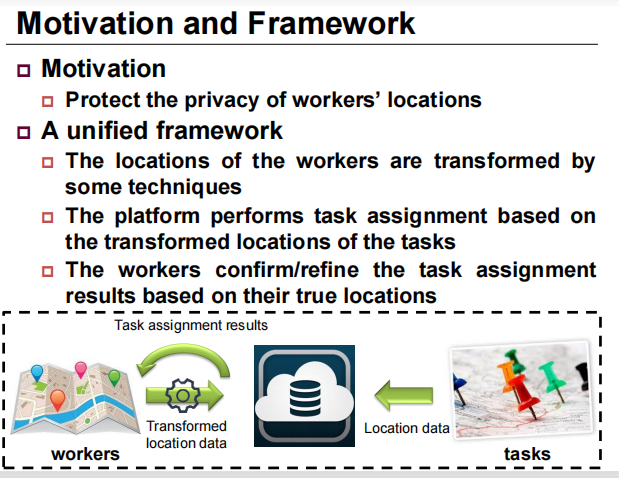 Motivation and Framework
Motivation
Protect the privacy of workers' locations
A unified framework
The locations of the workers are transformed by
some techniques
The platform performs task assignment based on
the transformed locations of the tasks
The workers confirm/refine the task assignment
results based on their true locations
Task assignment results
Transformed
location data
Location data
workers
tasks